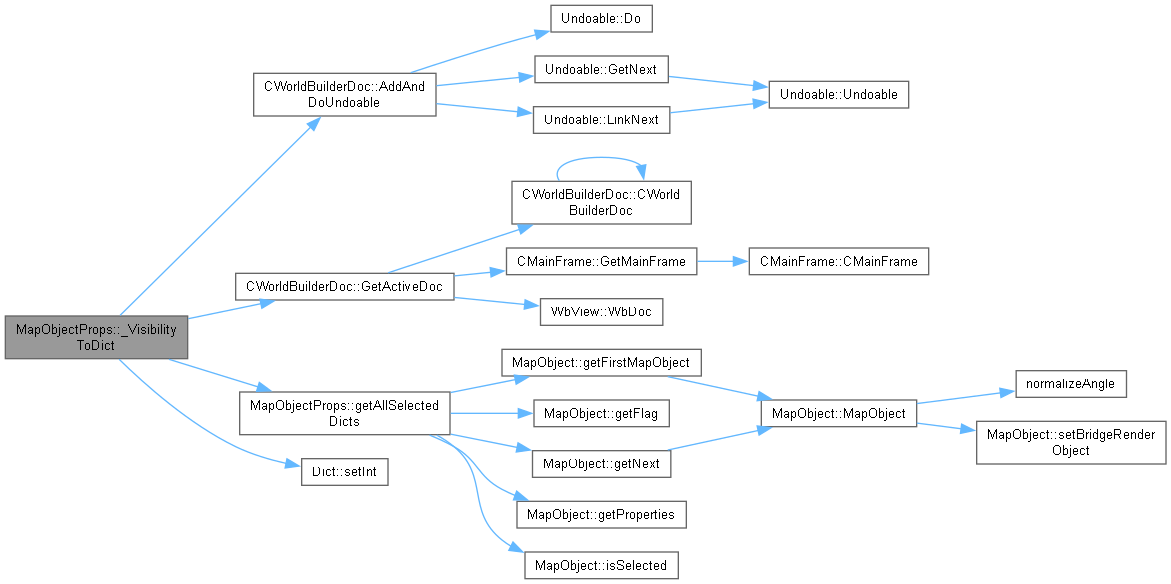 Undoable::Do
CWorldBuilderDoc::AddAnd
DoUndoable
Undoable::GetNext
Undoable::LinkNext
Undoable::Undoable
CWorldBuilderDoc::CWorld
BuilderDoc
CWorldBuilderDoc::GetActiveDoc
CMainFrame::GetMainFrame
CMainFrame::CMainFrame
WbView::WbDoc
MapObjectProps::_Visibility
ToDict
MapObject::getFirstMapObject
MapObjectProps::getAllSelected
Dicts
MapObject::getFlag
MapObject::getNext
MapObject::MapObject
normalizeAngle
MapObject::setBridgeRender
Object
Dict::setInt
MapObject::getProperties
MapObject::isSelected